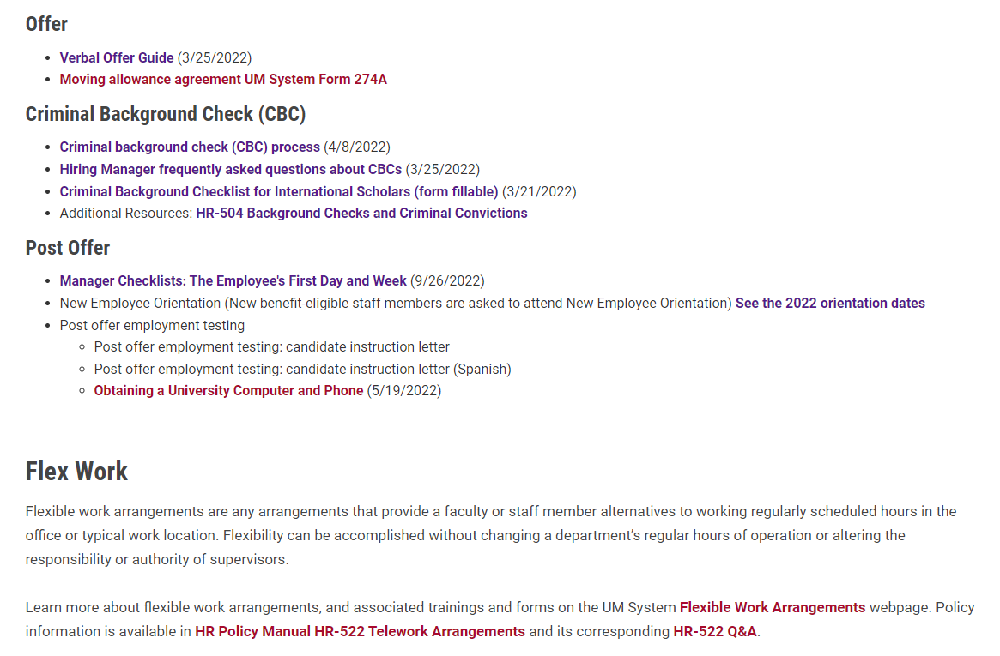 Offer
Verbal Offer Guide (3/25/2022)
Moving allowance agreement UM System Form 274A
Criminal Background Check (CBC)
Criminal background check (CBC) process (4/8/2022)
Hiring Manager frequently asked questions about CBCs (3/25/2022)
Criminal Background Checklist for International Scholars (form fillable) (3/21/2022)
Additional Resources: HR-504 Background Checks and Criminal Convictions
Post Offer
Manager Checklists: The Employee's First Day and Week (9/26/2022)
New Employee Orientation (New benefit-eligible staff members are asked to attend New Employee Orientation) See the 2022 orientation dates
Post offer employment testing
Post offer employment testing: candidate instruction letter
Post offer employment testing: candidate instruction letter (Spanish)
Obtaining a University Computer and Phone (5/19/2022)
Flex Work
Flexible work arrangements are any arrangements that provide a faculty or staff member alternatives to working regularly scheduled hours in the
office or typical work location. Flexibility can be accomplished without changing a department’s regular hours of operation or altering the
responsibility or authority of supervisors.
Learn more about flexible work arrangements, and associated trainings and forms on the UM System Flexible Work Arrangements webpage. Policy
information is available in HR Policy Manual HR-522 Telework Arrangements and its corresponding HR-522 Q&A.